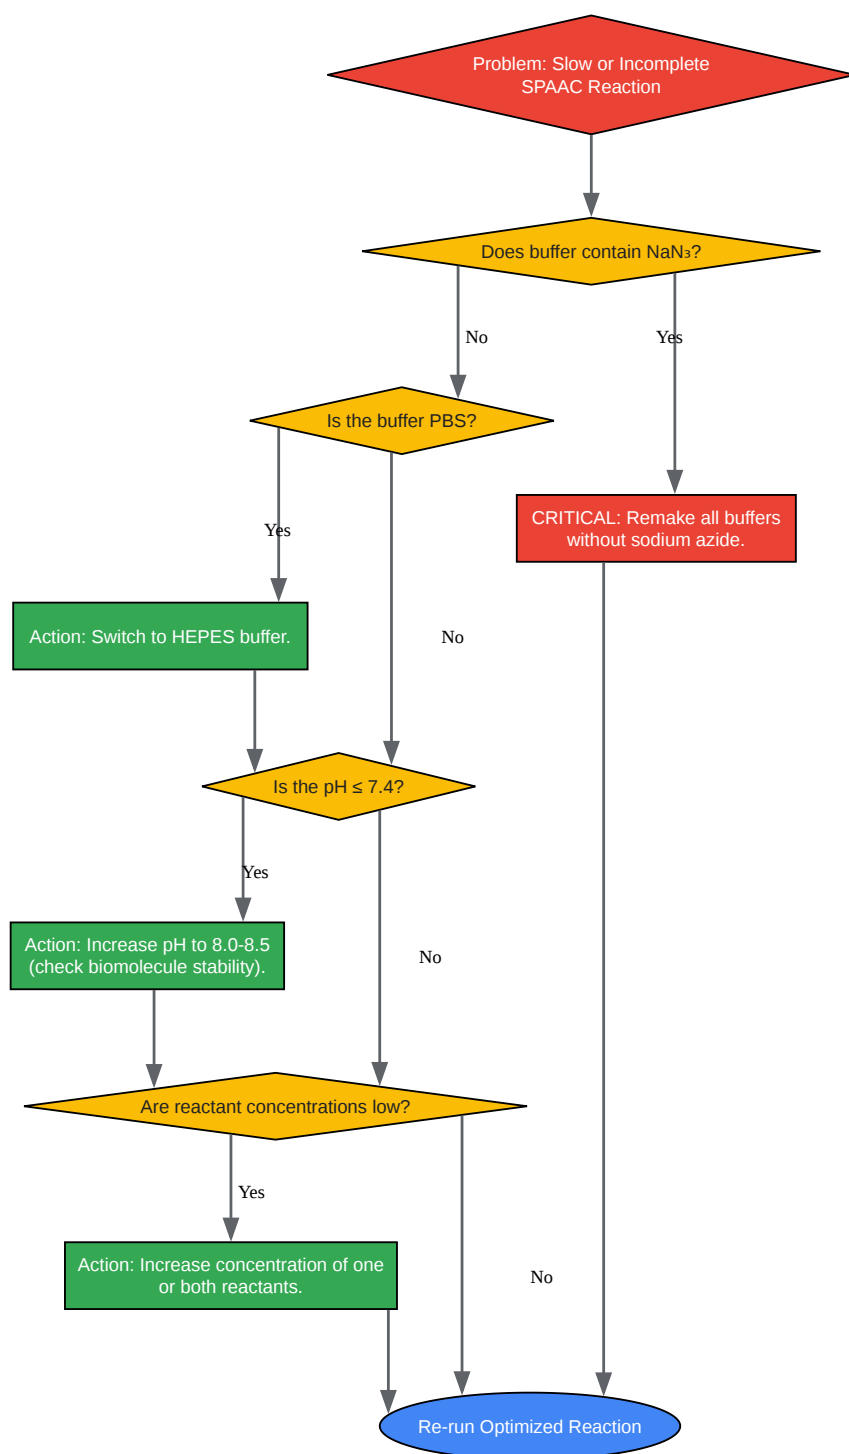 Problem: Slow or Incomplete
SPAAC Reaction
Does buffer contain NaN₃?
No
Yes
Is the buffer PBS?
CRITICAL: Remake all buffers
without sodium azide.
Yes
Action: Switch to HEPES buffer.
No
Is the pH ≤ 7.4?
Yes
Action: Increase pH to 8.0-8.5
(check biomolecule stability).
No
Are reactant concentrations low?
Yes
Action: Increase concentration of one
or both reactants.
No
Re-run Optimized Reaction